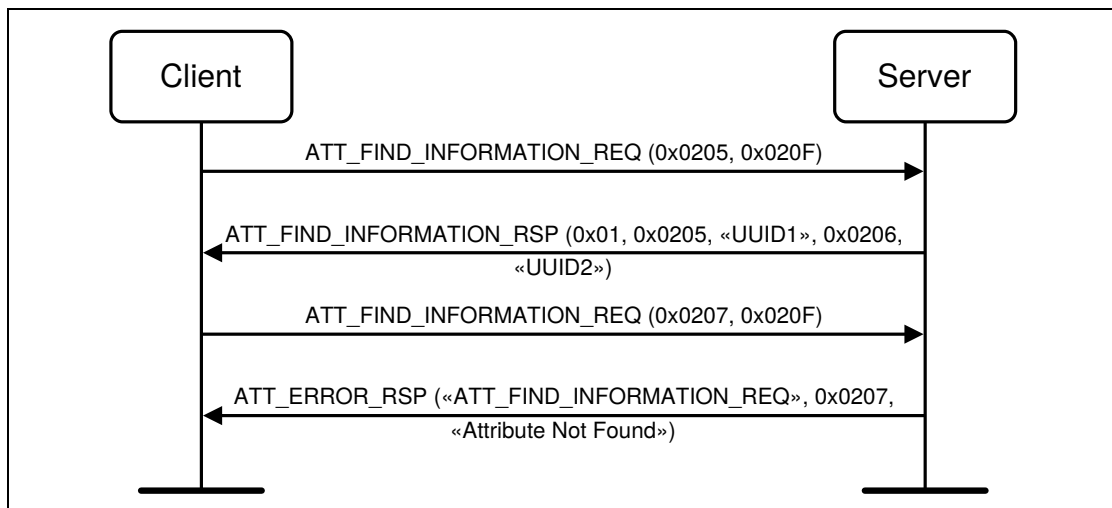 Client
Server
ATT_FIND_INFORMATION_REQ (0x0205, 0x020F)
ATT_FIND_INFORMATION_RSP (0x01, 0x0205, «UUID1», 0x0206,
«UUID2»)
ATT_FIND_INFORMATION_REQ (0x0207, 0x020F)
ATT_ERROR_RSP («ATT_FIND_INFORMATION_REQ», 0x0207,
«Attribute Not Found»)